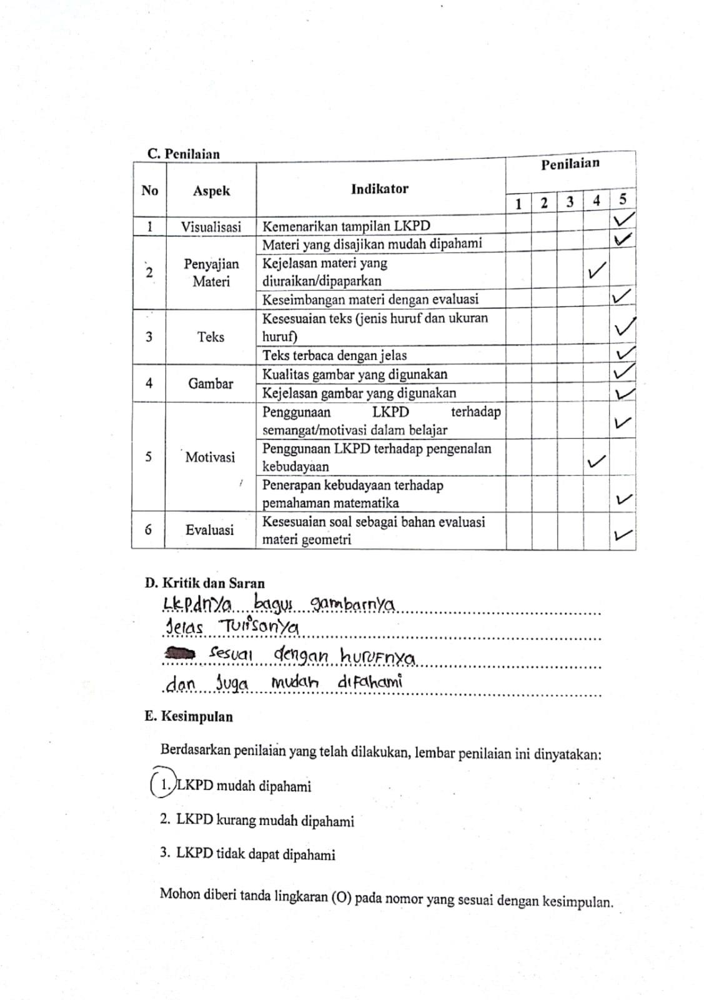 C. Penilaian
No Aspek Indikator Penilaian
1 2 3 4 5
1 Visualisasi Kemenarikan tampilan LKPD ✓
Materi yang disajikan mudah dipahami ✓
2 Penyajian Materi Kejelasan materi yang
diuraikan/dipaparkan ✓
Keseimbangan materi dengan evaluasi ✓
3 Teks Kesesuaian teks (jenis huruf dan ukuran
huruf) ✓
Teks terbaca dengan jelas ✓
4 Gambar Kualitas gambar yang digunakan ✓
Kejelasan gambar yang digunakan ✓
5 Motivasi Penggunaan LKPD terhadap
semangat/motivasi dalam belajar ✓
Penggunaan LKPD terhadap pengenalan
kebudayaan ✓
Penerapan kebudayaan terhadap
pemahaman matematika ✓
6 Evaluasi Kesesuaian soal sebagai bahan evaluasi
materi geometri ✓
D. Kritik dan Saran
Lkpdnya bagus gambarnya
Jelas Tulisanya
sesuai dengan hurufnya
dan Juga mudah difahami
E. Kesimpulan
Berdasarkan penilaian yang telah dilakukan, lembar penilaian ini dinyatakan:
1. LKPD mudah dipahami
2. LKPD kurang mudah dipahami
3. LKPD tidak dapat dipahami
Mohon diberi tanda lingkaran (O) pada nomor yang sesuai dengan kesimpulan.